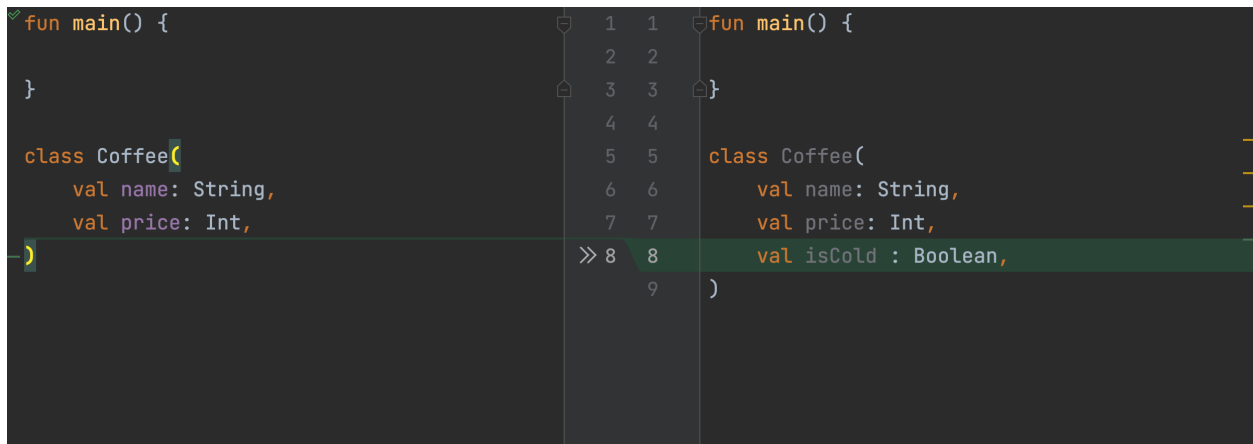 fun main() {
}
class Coffee(
val name: String,
val price: Int,
)
1 1
2 2
3 3
4 4
5 5
6 6
7 7
8 8
9
fun main() {
}
class Coffee(
val name: String,
val price: Int,
val isCold : Boolean,
)